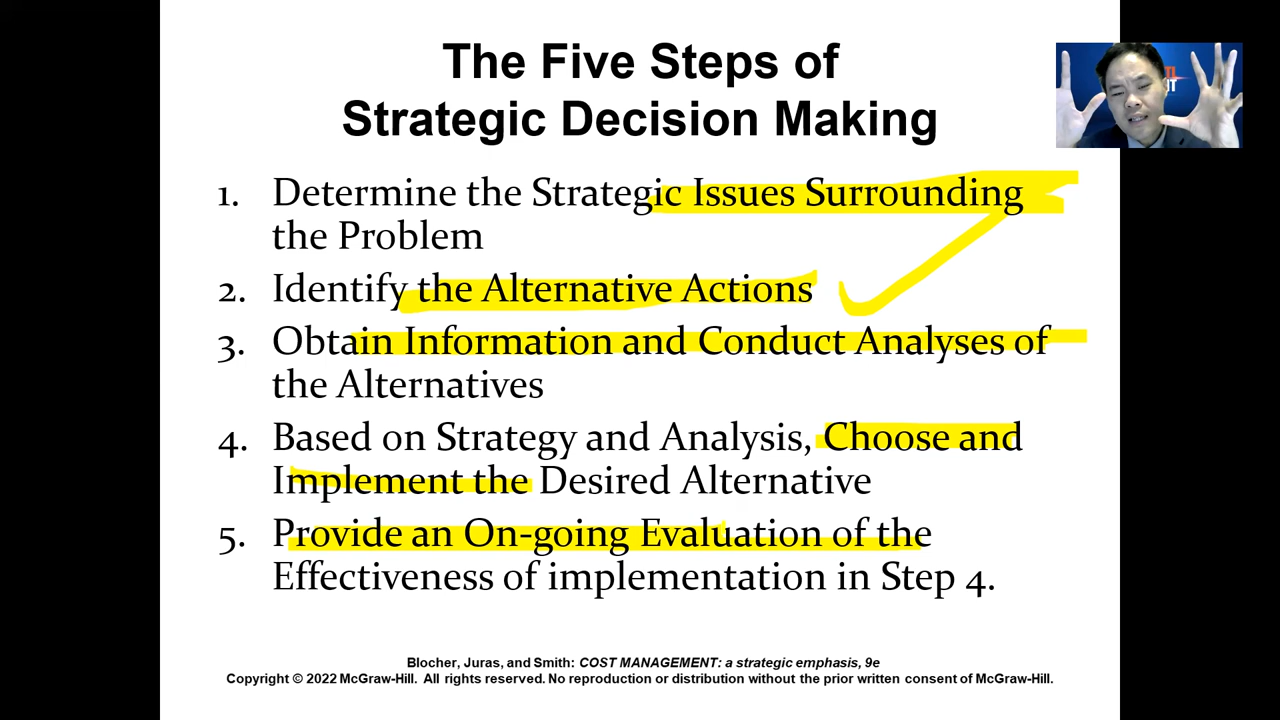 The Five Steps of
Strategic Decision Making
1. Determine the Strategic Issues Surrounding
the Problem
2. Identify the Alternative Actions
3. Obtain Information and Conduct Analyses of
the Alternatives
4. Based on Strategy and Analysis, Choose and
Implement the Desired Alternative
5. Provide an On-going Evaluation of the
Effectiveness of implementation in Step 4.
Blocher, Juras, and Smith: COST MANAGEMENT: a strategic emphasis, 9e
Copyright © 2022 McGraw-Hill. All rights reserved. No reproduction or distribution without the prior written consent of McGraw-Hill.